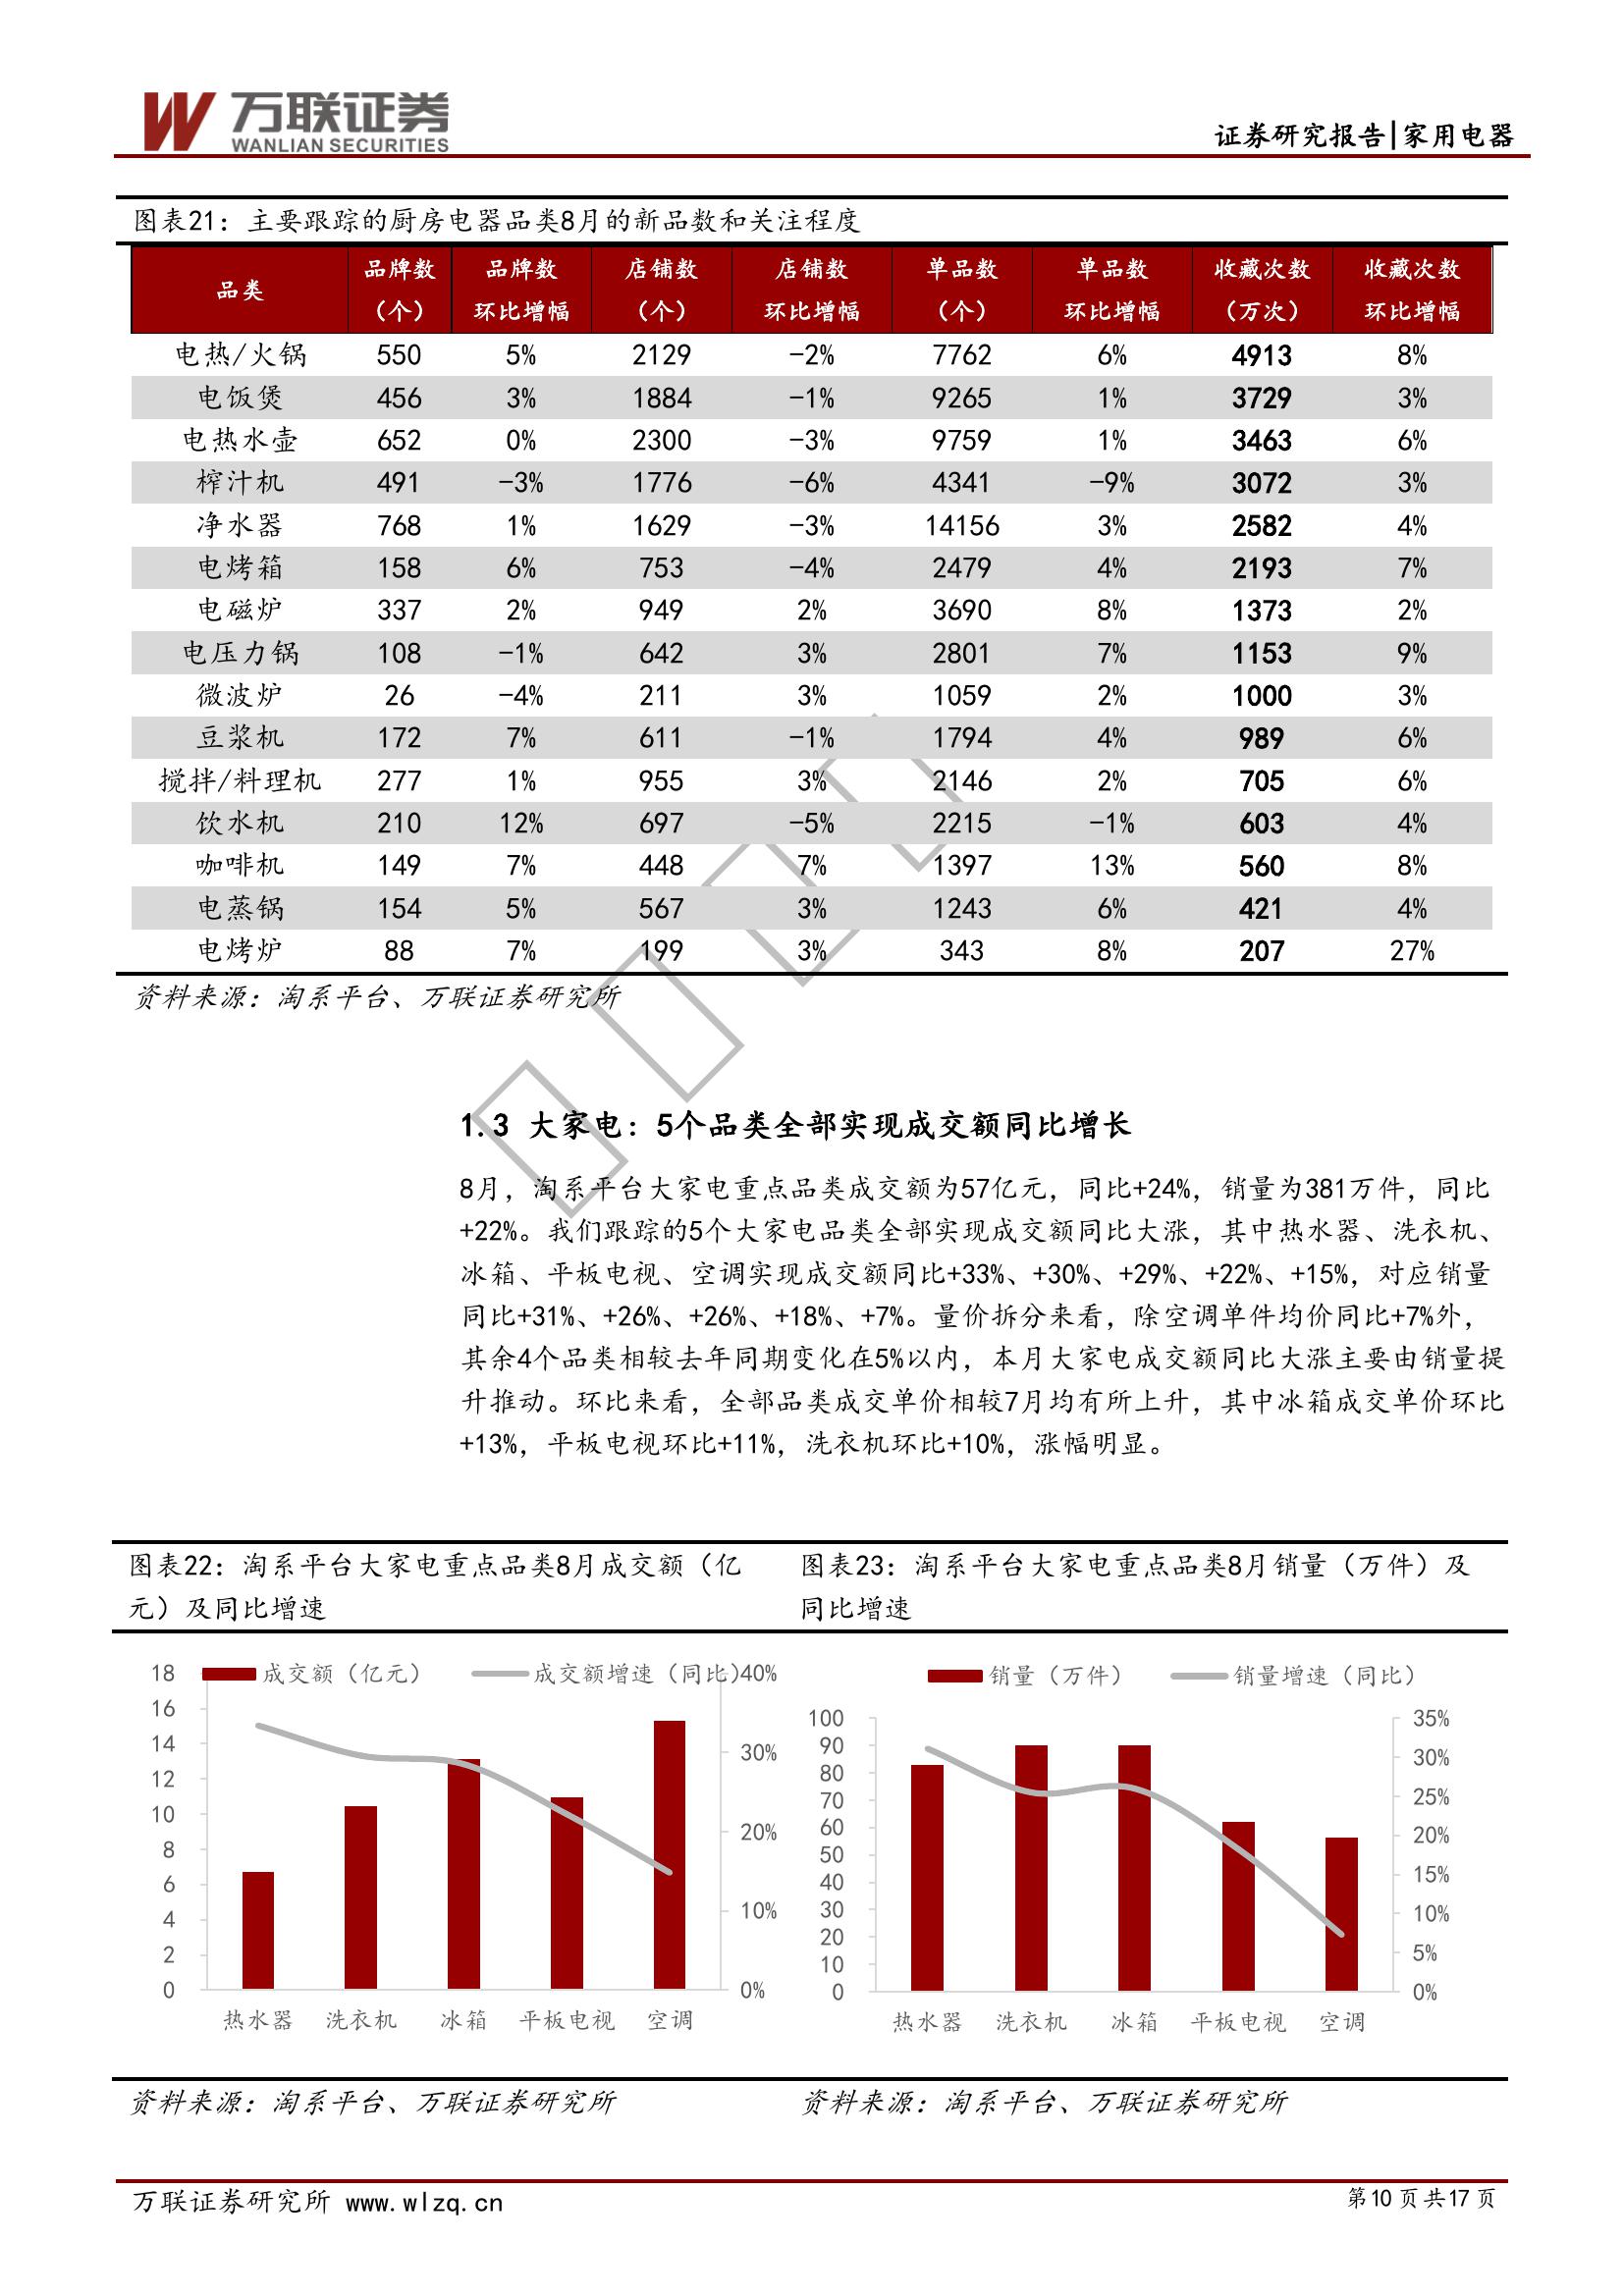 万联证券
WANLIAN SECURITIES
证券研究报告|家用电器
图表21：主要跟踪的厨房电器品类8月的新品数和关注程度
品类 品牌数（个） 品牌数环比增幅 店铺数（个） 店铺数环比增幅 单品数（个） 单品数环比增幅 收藏次数（万次） 收藏次数环比增幅
电热/火锅 550 5% 2129 -2% 7762 6% 4913 8%
电饭煲 456 3% 1884 -1% 9265 1% 3729 3%
电热水壶 652 0% 2300 -3% 9759 1% 3463 6%
榨汁机 491 -3% 1776 -6% 4341 -9% 3072 3%
净水器 768 1% 1629 -3% 14156 3% 2582 4%
电烤箱 158 6% 753 -4% 2479 4% 2193 7%
电磁炉 337 2% 949 2% 3690 8% 1373 2%
电压力锅 108 -1% 642 3% 2801 7% 1153 9%
微波炉 26 -4% 211 3% 1059 2% 1000 3%
豆浆机 172 7% 611 -1% 1794 4% 989 6%
搅拌/料理机 277 1% 955 3% 2146 2% 705 6%
饮水机 210 12% 697 -5% 2215 -1% 603 4%
咖啡机 149 7% 448 7% 1397 13% 560 8%
电蒸锅 154 5% 567 3% 1243 6% 421 4%
电烤炉 88 7% 199 3% 343 8% 207 27%
资料来源：淘系平台、万联证券研究所
1.3 大家电：5个品类全部实现成交额同比增长
8月，淘系平台大家电重点品类成交额为57亿元，同比+24%，销量为381万件，同比
+22%。我们跟踪的5个大家电品类全部实现成交额同比大涨，其中热水器、洗衣机、
冰箱、平板电视、空调实现成交额同比+33%、+30%、+29%、+22%、+15%，对应销量
同比+31%、+26%、+26%、+18%、+7%。量价拆分来看，除空调单件均价同比+7%外，
其余4个品类相较去年同期变化在5%以内，本月大家电成交额同比大涨主要由销量提
升推动。环比来看，全部品类成交单价相较7月均有所上升，其中冰箱成交单价环比
+13%，平板电视环比+11%，洗衣机环比+10%，涨幅明显。
图表22：淘系平台大家电重点品类8月成交额（亿
元）及同比增速
成交额（亿元） 成交额增速（同比）
18
16
14
12
10
8
6
4
2
0
40%
30%
20%
10%
0%
热水器 洗衣机 冰箱 平板电视 空调
资料来源：淘系平台、万联证券研究所
图表23：淘系平台大家电重点品类8月销量（万件）及
同比增速
销量（万件） 销量增速（同比）
100
90
80
70
60
50
40
30
20
10
0
35%
30%
25%
20%
15%
10%
5%
0%
热水器 洗衣机 冰箱 平板电视 空调
资料来源：淘系平台、万联证券研究所
万联证券研究所 www.wlzq.cn
第10页共17页